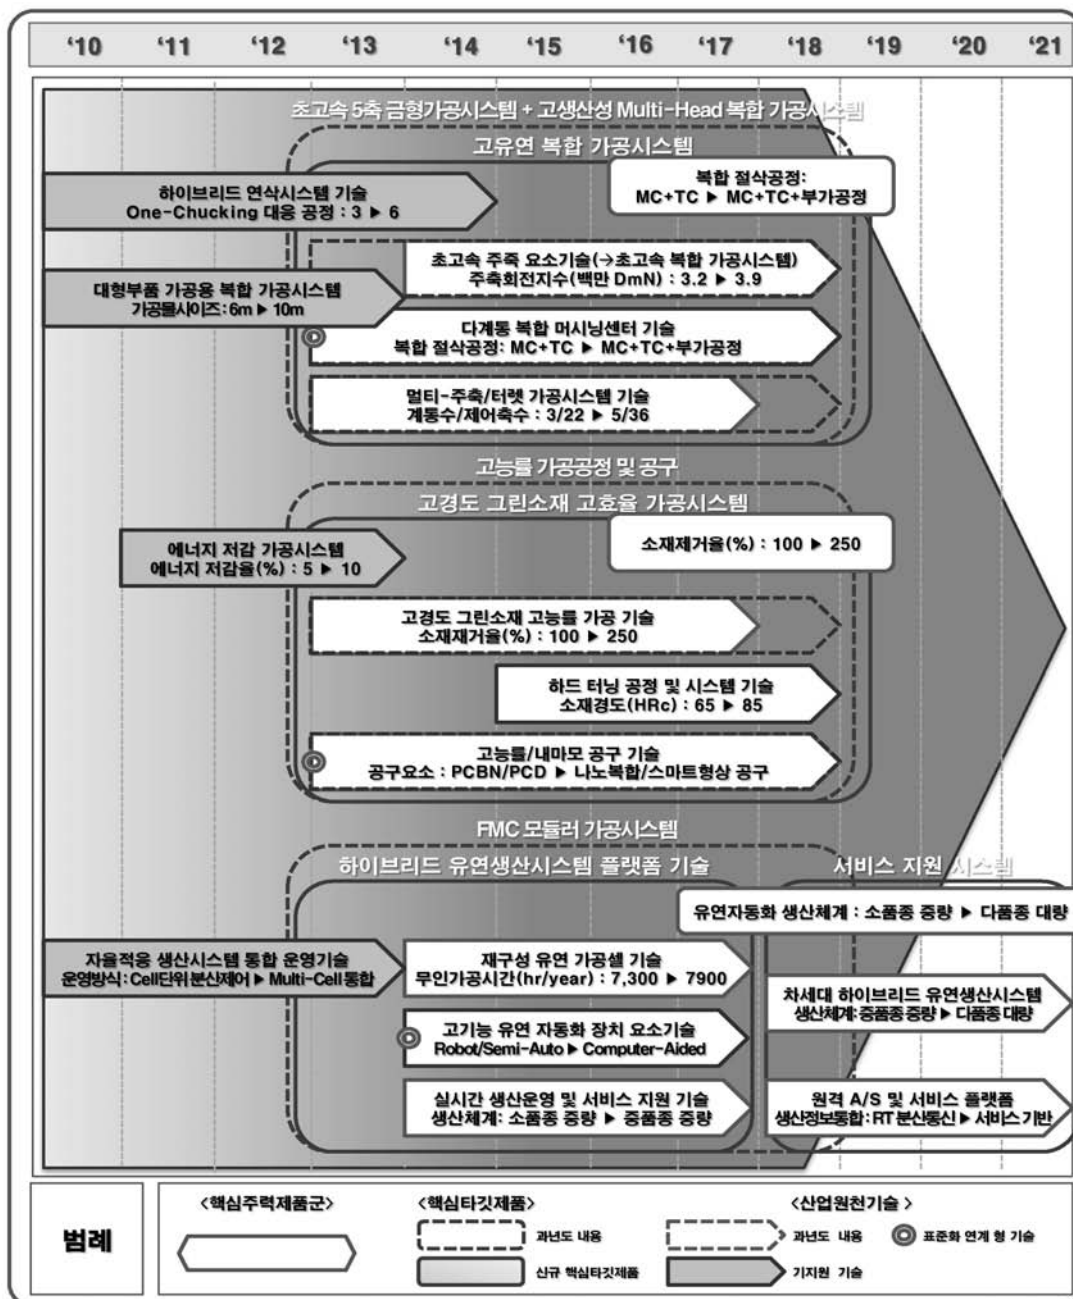 ‘10 ‘11 ‘12 ‘13 ‘14 ‘15 ‘16 ‘17 ‘18 ‘19 ‘20 ‘21
초고속 5축 금형가공시스템 + 고생산성 Multi-Head 복합 가공시스템
고유연 복합 가공시스템
하이브리드 연삭시스템 기술
One-Chucking 대응 공정 : 3 ▶ 6
복합 절삭공정:
MC+TC ▶ MC+TC+부가공정
초고속 주축 요소기술(→초고속 복합 가공시스템)
주축회전지수(백만 DmN) : 3.2 ▶ 3.9
대형부품 가공용 복합 가공시스템
가공물사이즈 : 6m ▶ 10m
다계통 복합 머시닝센터 기술
복합 절삭공정: MC+TC ▶ MC+TC+부가공정
멀티-주축/터렛 가공시스템 기술
계통수/제어축수 : 3/22 ▶ 5/36
고능률 가공공정 및 공구
고경도 그린소재 고효율 가공시스템
소재제거율(%) : 100 ▶ 250
에너지 저감 가공시스템
에너지 저감율(%) : 5 ▶ 10
고경도 그린소재 고능률 가공 기술
소재재거율(%) : 100 ▶ 250
하드 터닝 공정 및 시스템 기술
소재경도(HRc) : 65 ▶ 85
고능률/내마모 공구 기술
공구요소 : PCBN/PCD ▶ 나노복합/스마트형상 공구
FMC 모듈러 가공시스템
하이브리드 유연생산시스템 플랫폼 기술
서비스 지원 시스템
유연자동화 생산체계 : 소품종 중량 ▶ 다품종 대량
자율적응 생산시스템 통합 운영기술
운영방식 : Cell단위 분산제어 ▶ Multi-Cell 통합
재구성 유연 가공셀 기술
무인가공시간(hr/year) : 7,300 ▶ 7900
차세대 하이브리드 유연생산시스템
생산체계: 중품종 중량 ▶ 다품종 대량
고기능 유연 자동화 장치 요소기술
Robot/Semi-Auto ▶ Computer-Aided
실시간 생산운영 및 서비스 지원 기술
생산체계: 소품종 중량 ▶ 중품종 중량
원격 A/S 및 서비스 플랫폼
생산정보통합 : RT 분산통신 ▶ 서비스 기반
범례
<핵심주력제품군>
<핵심타깃제품>
<산업원천기술 >
과년도 내용
과년도 내용
표준화 연계 형 기술
신규 핵심타깃제품
기지원 기술